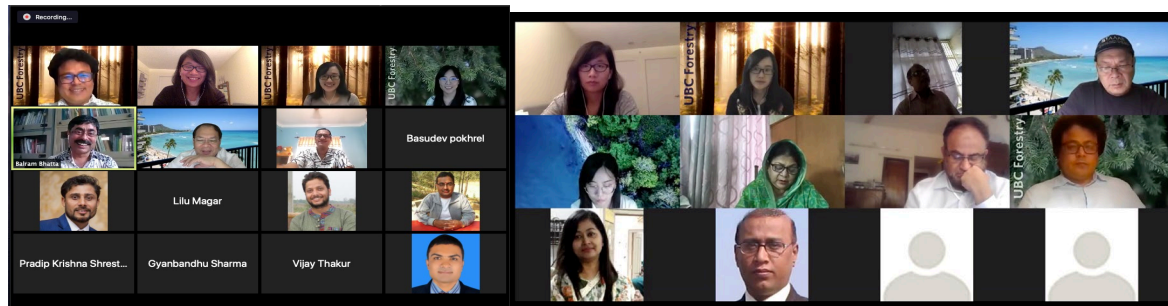 Recording...
UBC Forestry
UBC Forestry
UBC Forestry
Balram Bhatta
Basudev pokhrel
Lilu Magar
Pradip Krishna Shrest...
Gyanbandhu Sharma
Vijay Thakur
UBC Forestry
UBC Forestry